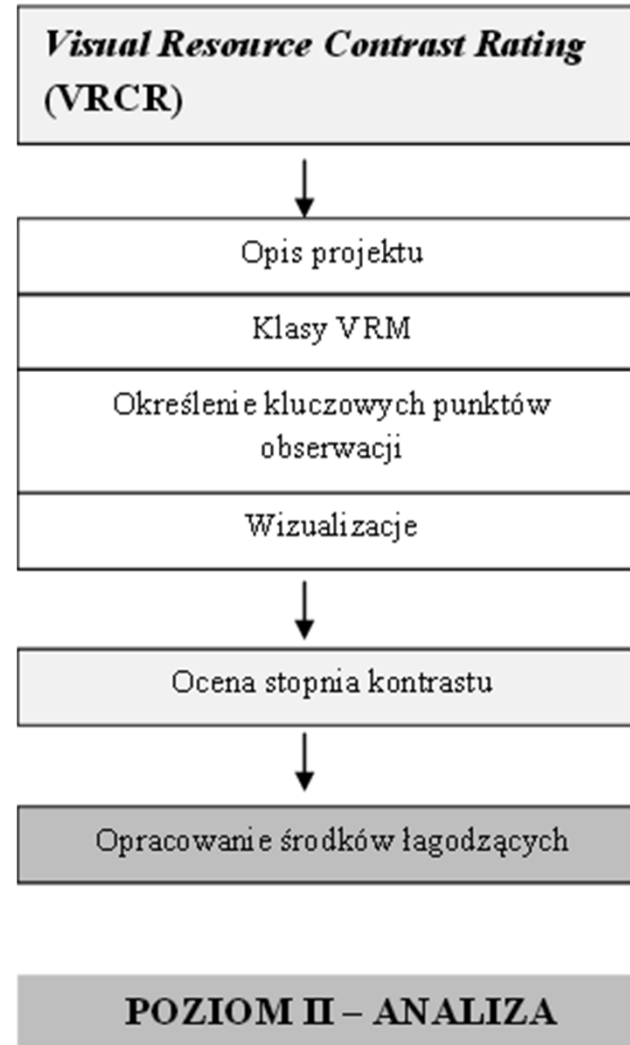 Visual Resource Contrast Rating
(VRCR)
Opis projektu
Klasy VRM
Określenie kluczowych punktów
obserwacji
Wizualizacje
Ocena stopnia kontrastu
Opracowanie środków łagodzących
POZIOM II – ANALIZA